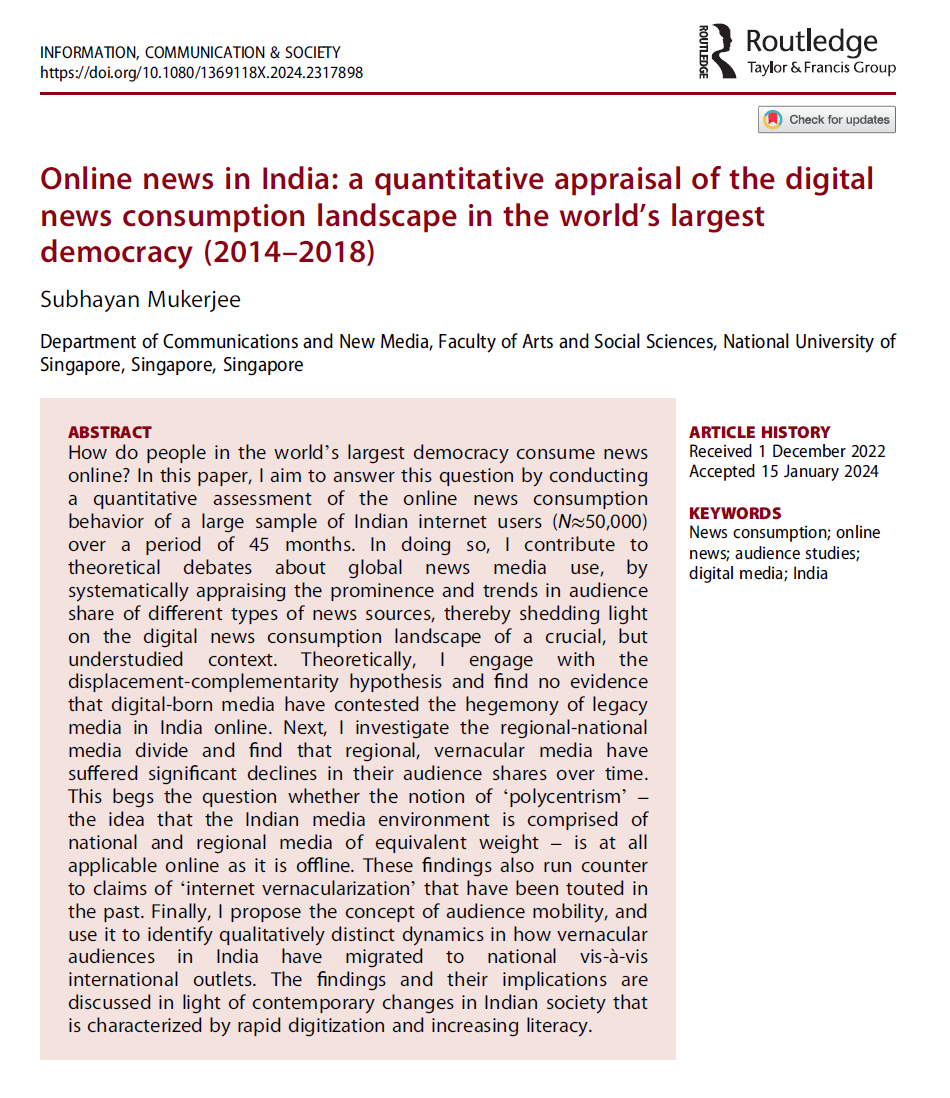 INFORMATION, COMMUNICATION & SOCIETY
https://doi.org/10.1080/1369118X.2024.2317898
ROUTLEDGE
Routledge
Taylor & Francis Group
Check for updates
Online news in India: a quantitative appraisal of the digital
news consumption landscape in the world's largest
democracy (2014–2018)
Subhayan Mukerjee
Department of Communications and New Media, Faculty of Arts and Social Sciences, National University of
Singapore, Singapore, Singapore
ABSTRACT
How do people in the world's largest democracy consume news
online? In this paper, I aim to answer this question by conducting
a quantitative assessment of the online news consumption
behavior of a large sample of Indian internet users (N≈50,000)
over a period of 45 months. In doing so, I contribute to
theoretical debates about global news media use, by
systematically appraising the prominence and trends in audience
share of different types of news sources, thereby shedding light
on the digital news consumption landscape of a crucial, but
understudied context. Theoretically, I engage with the
displacement-complementarity hypothesis and find no evidence
that digital-born media have contested the hegemony of legacy
media in India online. Next, I investigate the regional-national
media divide and find that regional, vernacular media have
suffered significant declines in their audience shares over time.
This begs the question whether the notion of ‘polycentrism’ –
the idea that the Indian media environment is comprised of
national and regional media of equivalent weight – is at all
applicable online as it is offline. These findings also run counter
to claims of ‘internet vernacularization’ that have been touted in
the past. Finally, I propose the concept of audience mobility, and
use it to identify qualitatively distinct dynamics in how vernacular
audiences in India have migrated to national vis-à-vis
international outlets. The findings and their implications are
discussed in light of contemporary changes in Indian society that
is characterized by rapid digitization and increasing literacy.
ARTICLE HISTORY
Received 1 December 2022
Accepted 15 January 2024
KEYWORDS
News consumption; online
news; audience studies;
digital media; India